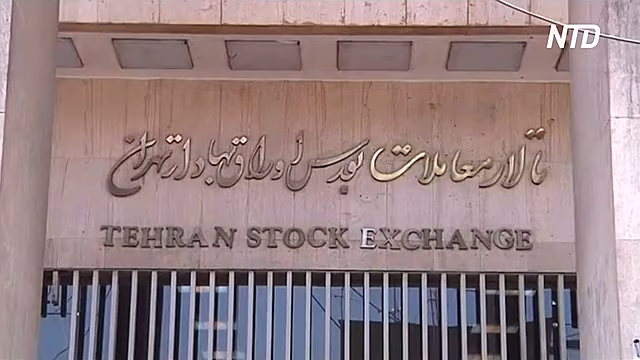 NTD
تالار معاملات بورس اوراق بهادار تهران
TEHRAN STOCK EXCHANGE